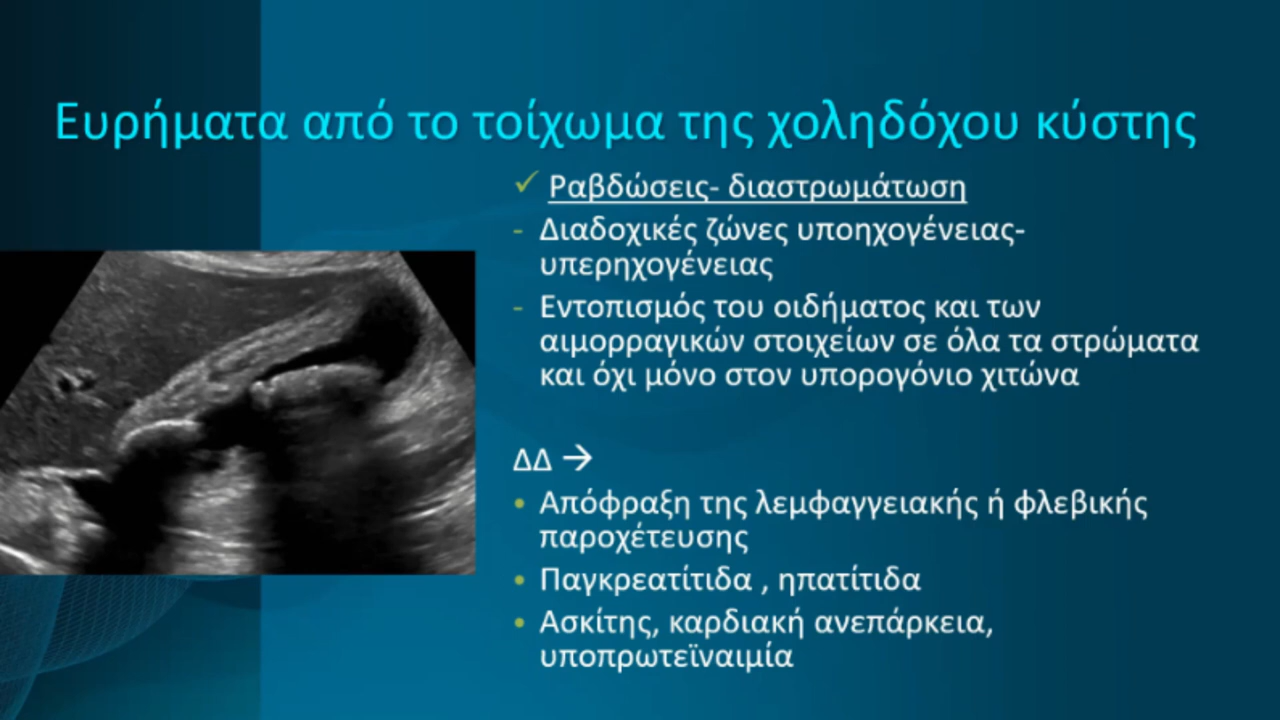 Ευρήματα από το τοίχωμα της χοληδόχου κύστης
✓ Ραβδώσεις- διαστρωμάτωση
- Διαδοχικές ζώνες υποηχογένειας-
υπερηχογένειας
- Εντοπισμός του οιδήματος και των
αιμορραγικών στοιχείων σε όλα τα στρώματα
και όχι μόνο στον υπορογόνιο χιτώνα
ΔΔ →
• Απόφραξη της λεμφαγγειακής ή φλεβικής
παροχέτευσης
• Παγκρεατίτιδα , ηπατίτιδα
• Ασκίτης, καρδιακή ανεπάρκεια,
υποπρωτεϊναιμία